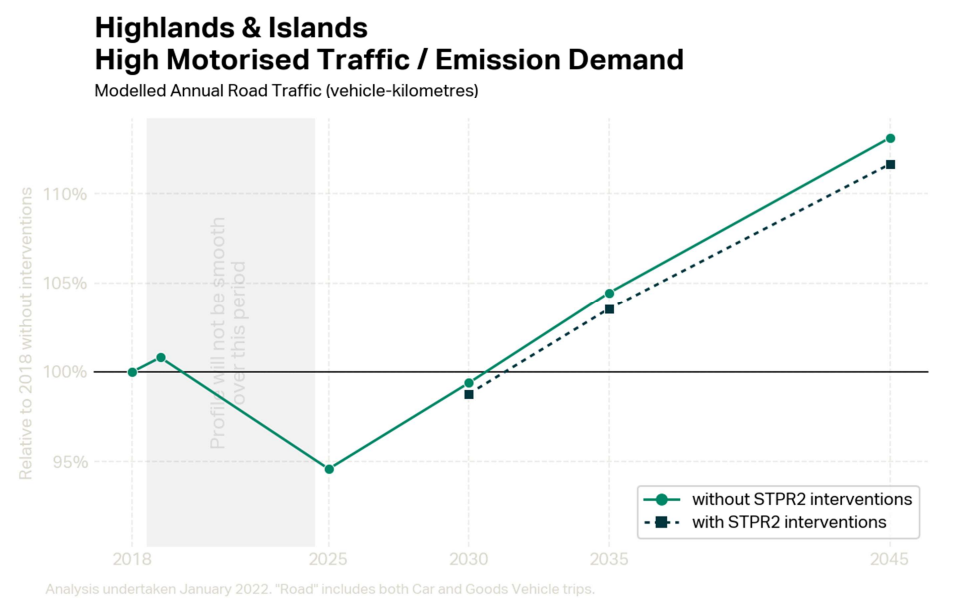 Highlands & Islands
High Motorised Traffic / Emission Demand
Modelled Annual Road Traffic (vehicle-kilometres)
Relative to 2018 without interventions
110%
105%
100%
95%
Profile will not be smooth
over this period
without STPR2 interventions
with STPR2 interventions
2018
2025
2030
2035
2045
Analysis undertaken January 2022. "Road" includes both Car and Goods Vehicle trips.